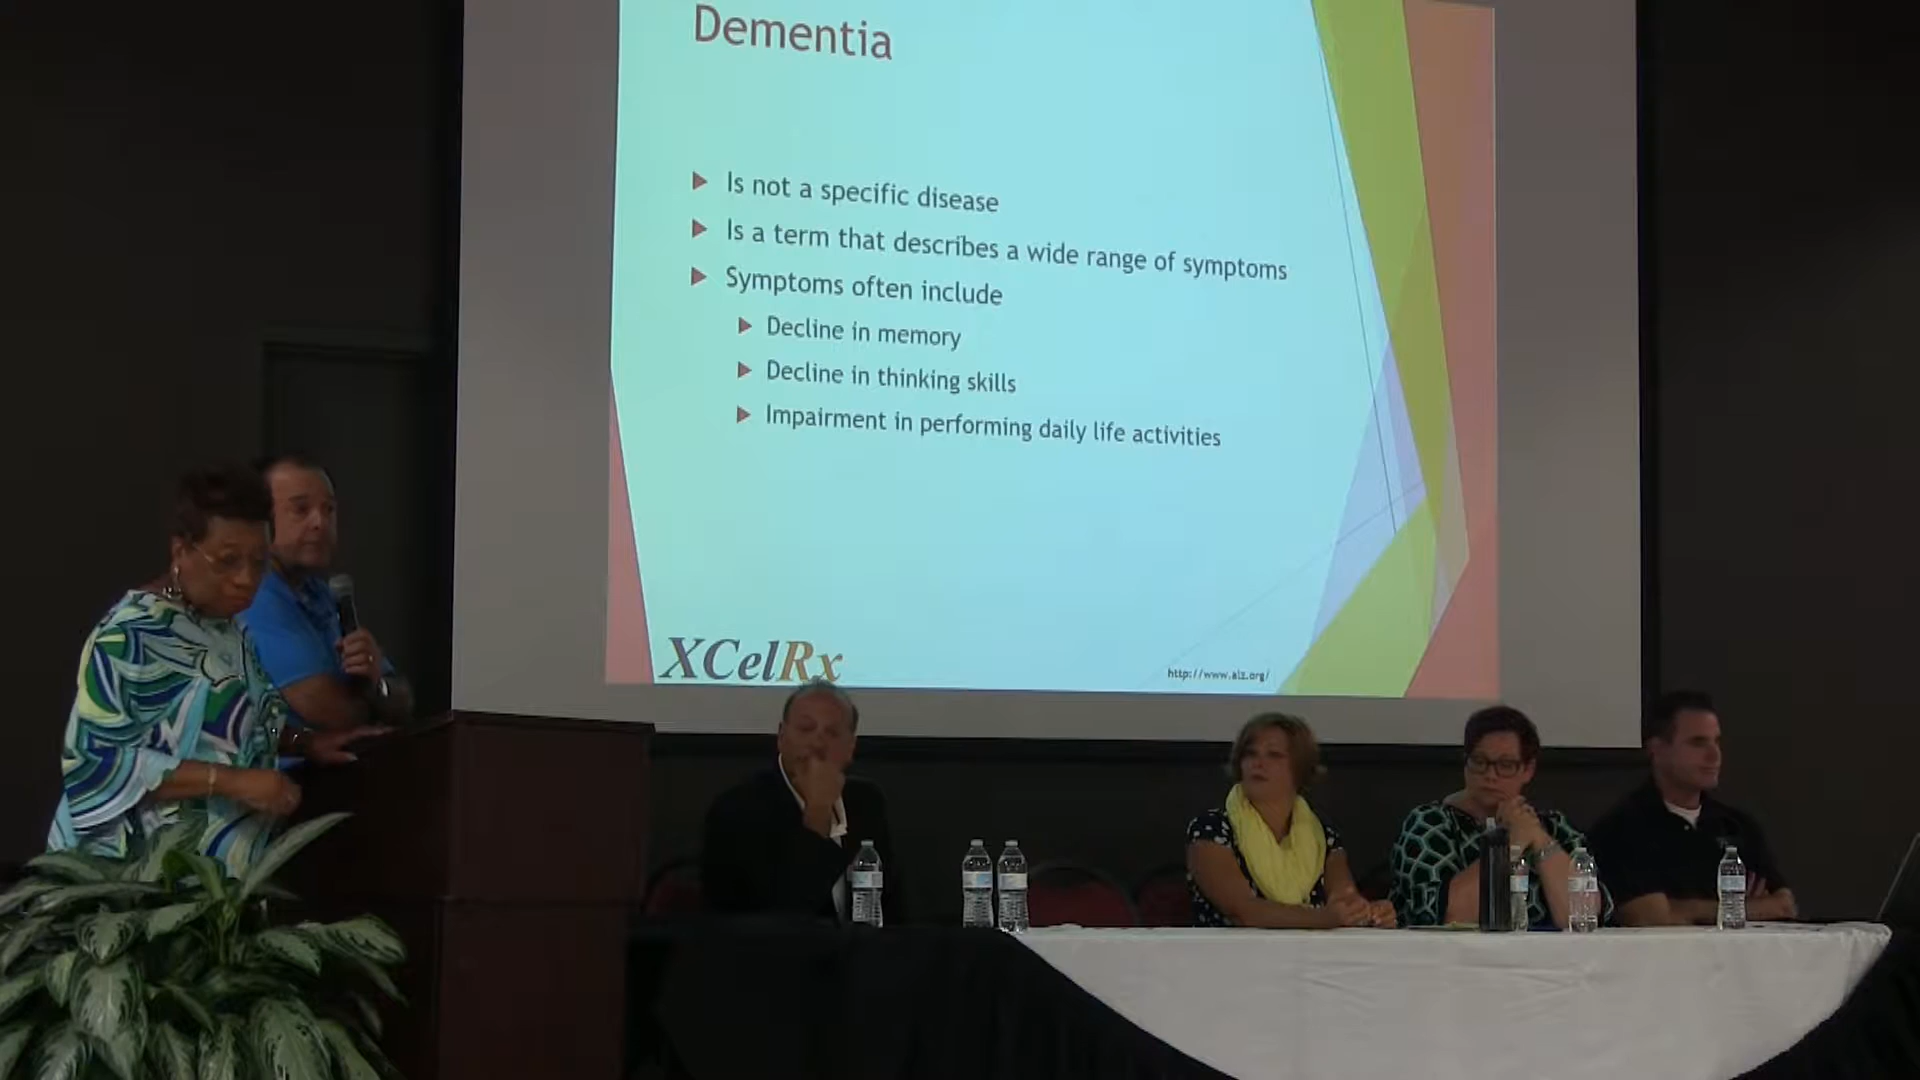 Dementia
Is not a specific disease
Is a term that describes a wide range of symptoms
Symptoms often include
Decline in memory
Decline in thinking skills
Impairment in performing daily life activities
XCelRx
http://www.alz.org/